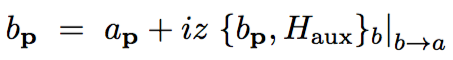 b_𝐩 = a_𝐩 + iz {b_𝐩, H_aux}_b|_{b→a}